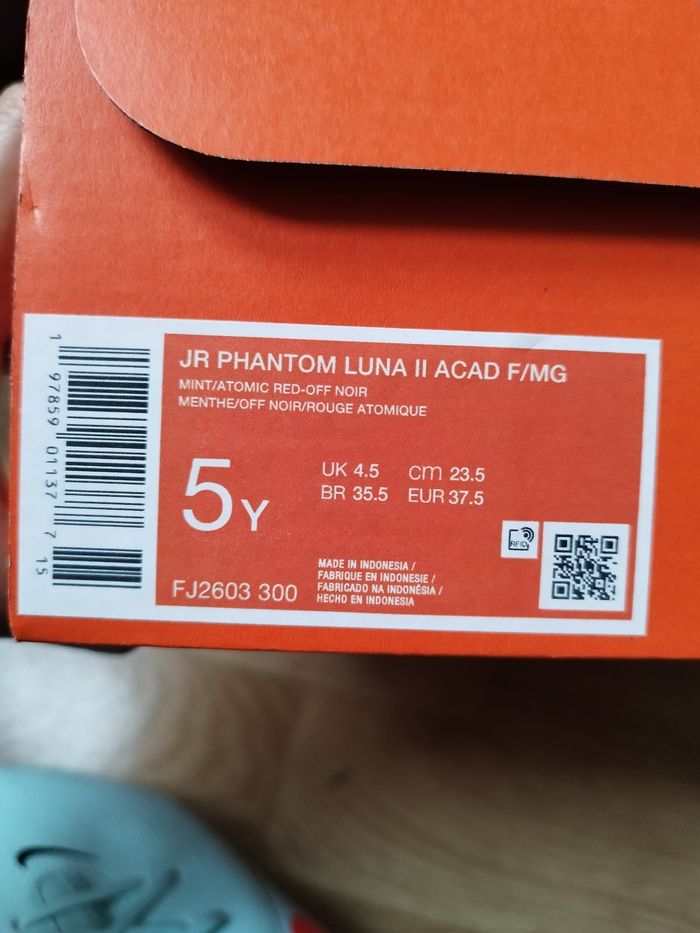 JR PHANTOM LUNA II ACAD F/MG
MINT/ATOMIC RED-OFF NOIR
MENTHE/OFF NOIR/ROUGE ATOMIQUE
5Y
UK 4.5 cm 23.5
BR 35.5 EUR 37.5
RFID
FJ2603 300
MADE IN INDONESIA /
FABRIQUE EN INDONESIE /
FABRICADO NA INDONÉSIA /
HECHO EN INDONESIA
1 97859 01137 7 15